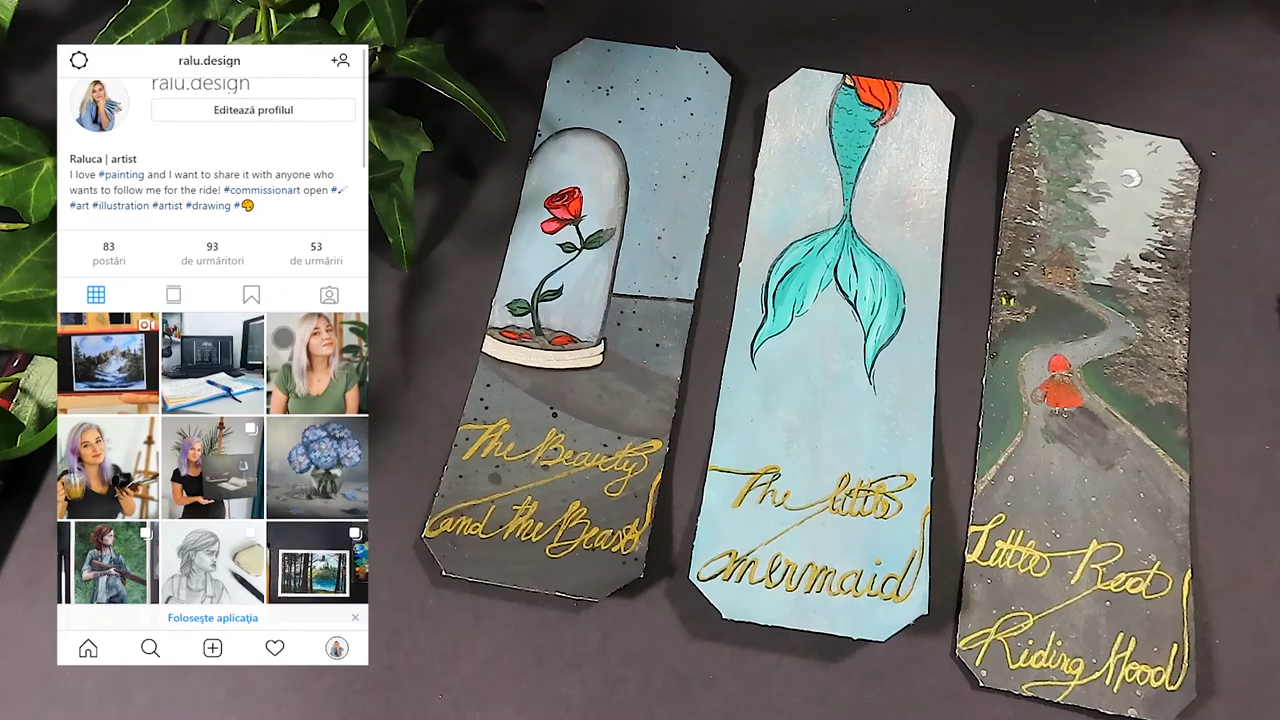 ralu.design
ralu.design
Editează profilul
Raluca | artist
I love #painting and I want to share it with anyone who
wants to follow me for the ride! #commissionart open #🖌
#art #illustration #artist #drawing #🎨
83
postări
93
de urmăritori
53
de urmăriri
Folosește aplicația
The Beauty
and the Beast
The little
mermaid
Little Red
Riding Hood